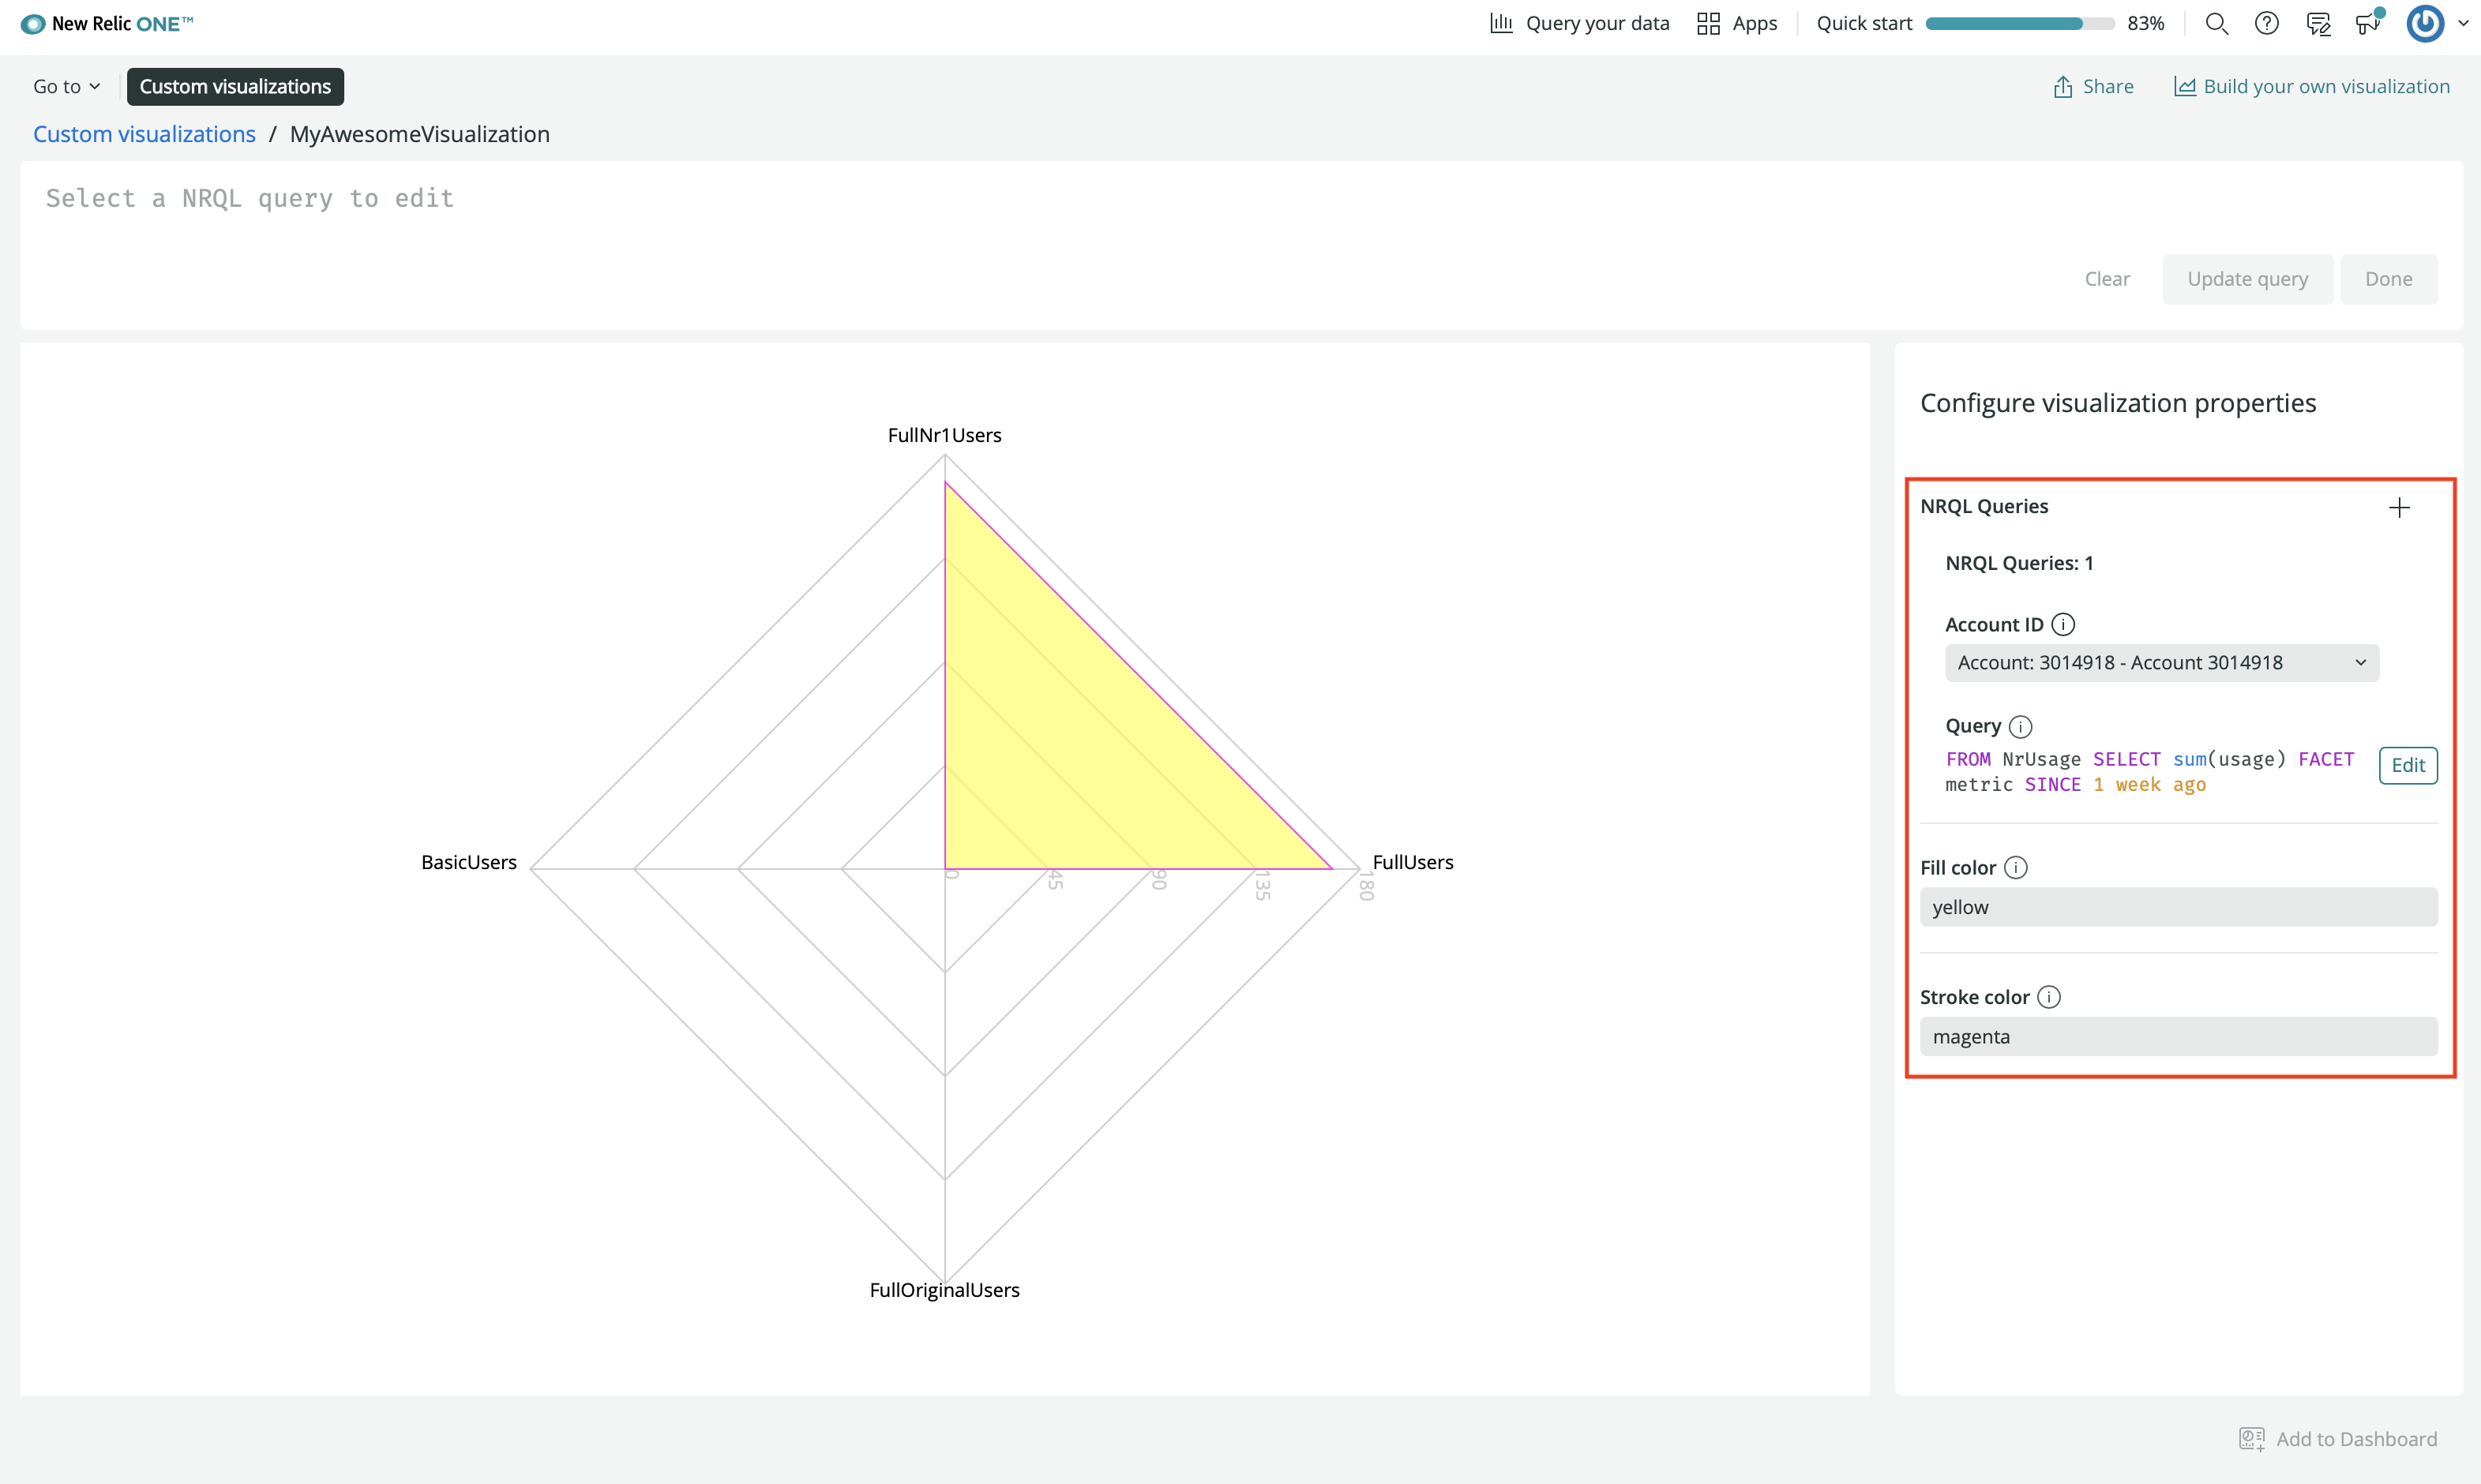 New Relic ONE™
Query your data
Apps
Quick start
83%
Go to
Custom visualizations
Share
Build your own visualization
Custom visualizations / MyAwesomeVisualization
Select a NRQL query to edit
Clear
Update query
Done
FullNr1Users
BasicUsers
FullUsers
0
45
90
135
180
FullOriginalUsers
Configure visualization properties
NRQL Queries
NRQL Queries: 1
Account ID
Account: 3014918 - Account 3014918
Query
FROM NrUsage SELECT sum(usage) FACET
metric SINCE 1 week ago
Edit
Fill color
yellow
Stroke color
magenta
Add to Dashboard